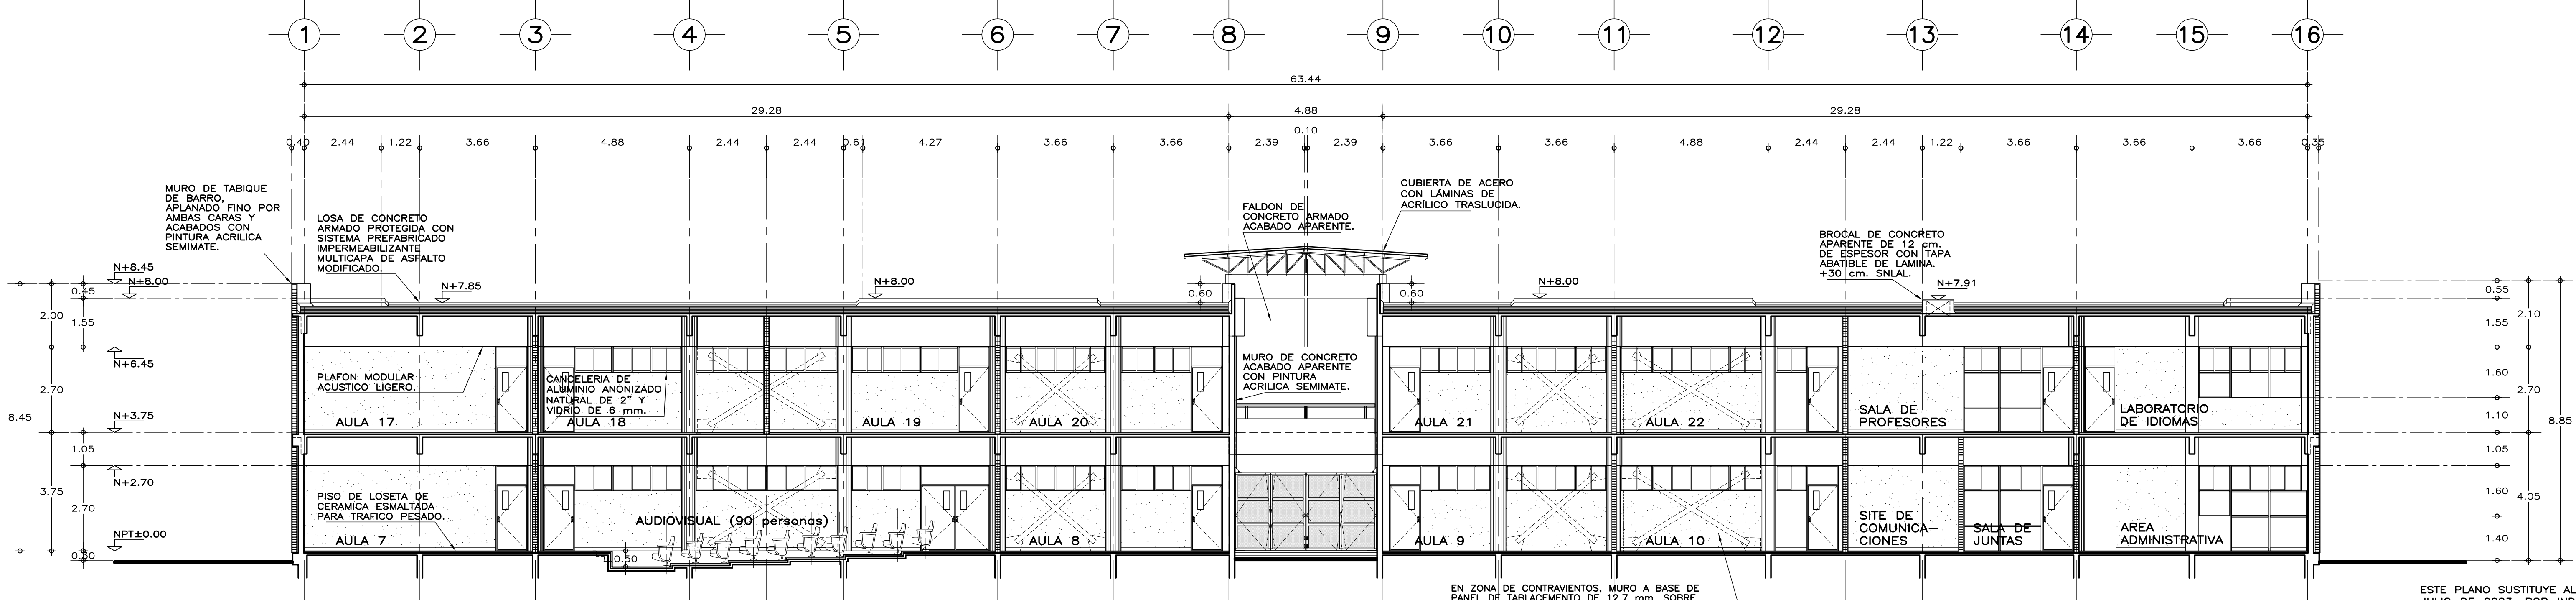 1 2 3 4 5 6 7 8 9 10 11 12 13 14 15 16
63.44
29.28 4.88 29.28
0.10
0.40 2.44 1.22 3.66 4.88 2.44 2.44 0.61 4.27 3.66 3.66 2.39 2.39 3.66 3.66 4.88 2.44 2.44 1.22 3.66 3.66 3.66 0.35
MURO DE TABIQUE
DE BARRO,
APLANADO FINO POR
AMBAS CARAS Y
ACABADOS CON
PINTURA ACRILICA
SEMIMATE.
LOSA DE CONCRETO
ARMADO PROTEGIDA CON
SISTEMA PREFABRICADO
IMPERMEABILIZANTE
MULTICAPA DE ASFALTO
MODIFICADO.
FALDON DE
CONCRETO ARMADO
ACABADO APARENTE.
CUBIERTA DE ACERO
CON LÁMINAS DE
ACRÍLICO TRASLUCIDA.
BROCAL DE CONCRETO
APARENTE DE 12 cm.
DE ESPESOR CON TAPA
ABATIBLE DE LAMINA.
+30 cm. SNLAL.
N+8.45
N+8.00
N+7.85
N+8.00
0.60
0.60
N+8.00
N+7.91
0.45
2.00
1.55
N+6.45
2.70
8.45
N+3.75
1.05
N+2.70
3.75
2.70
NPT±0.00
0.30
PLAFON MODULAR
ACUSTICO LIGERO.
CANCELERIA DE
ALUMINIO ANONIZADO
NATURAL DE 2" Y
VIDRIO DE 6 mm.
MURO DE CONCRETO
ACABADO APARENTE
CON PINTURA
ACRILICA SEMIMATE.
AULA 17
AULA 18
AULA 19
AULA 20
AULA 21
AULA 22
SALA DE
PROFESORES
LABORATORIO
DE IDIOMAS
PISO DE LOSETA DE
CERAMICA ESMALTADA
PARA TRAFICO PESADO.
AULA 7
AUDIOVISUAL (90 personas)
0.50
AULA 8
AULA 9
AULA 10
SITE DE
COMUNICA-
CIONES
SALA DE
JUNTAS
AREA
ADMINISTRATIVA
0.55
2.10
1.55
1.60
2.70
1.10
8.85
1.05
1.60
4.05
1.40
EN ZONA DE CONTRAVIENTOS, MURO A BASE DE
PANEL DE TABLACEMENTO DE 12.7 mm. SOBRE
ESTE PLANO SUSTITUYE AL